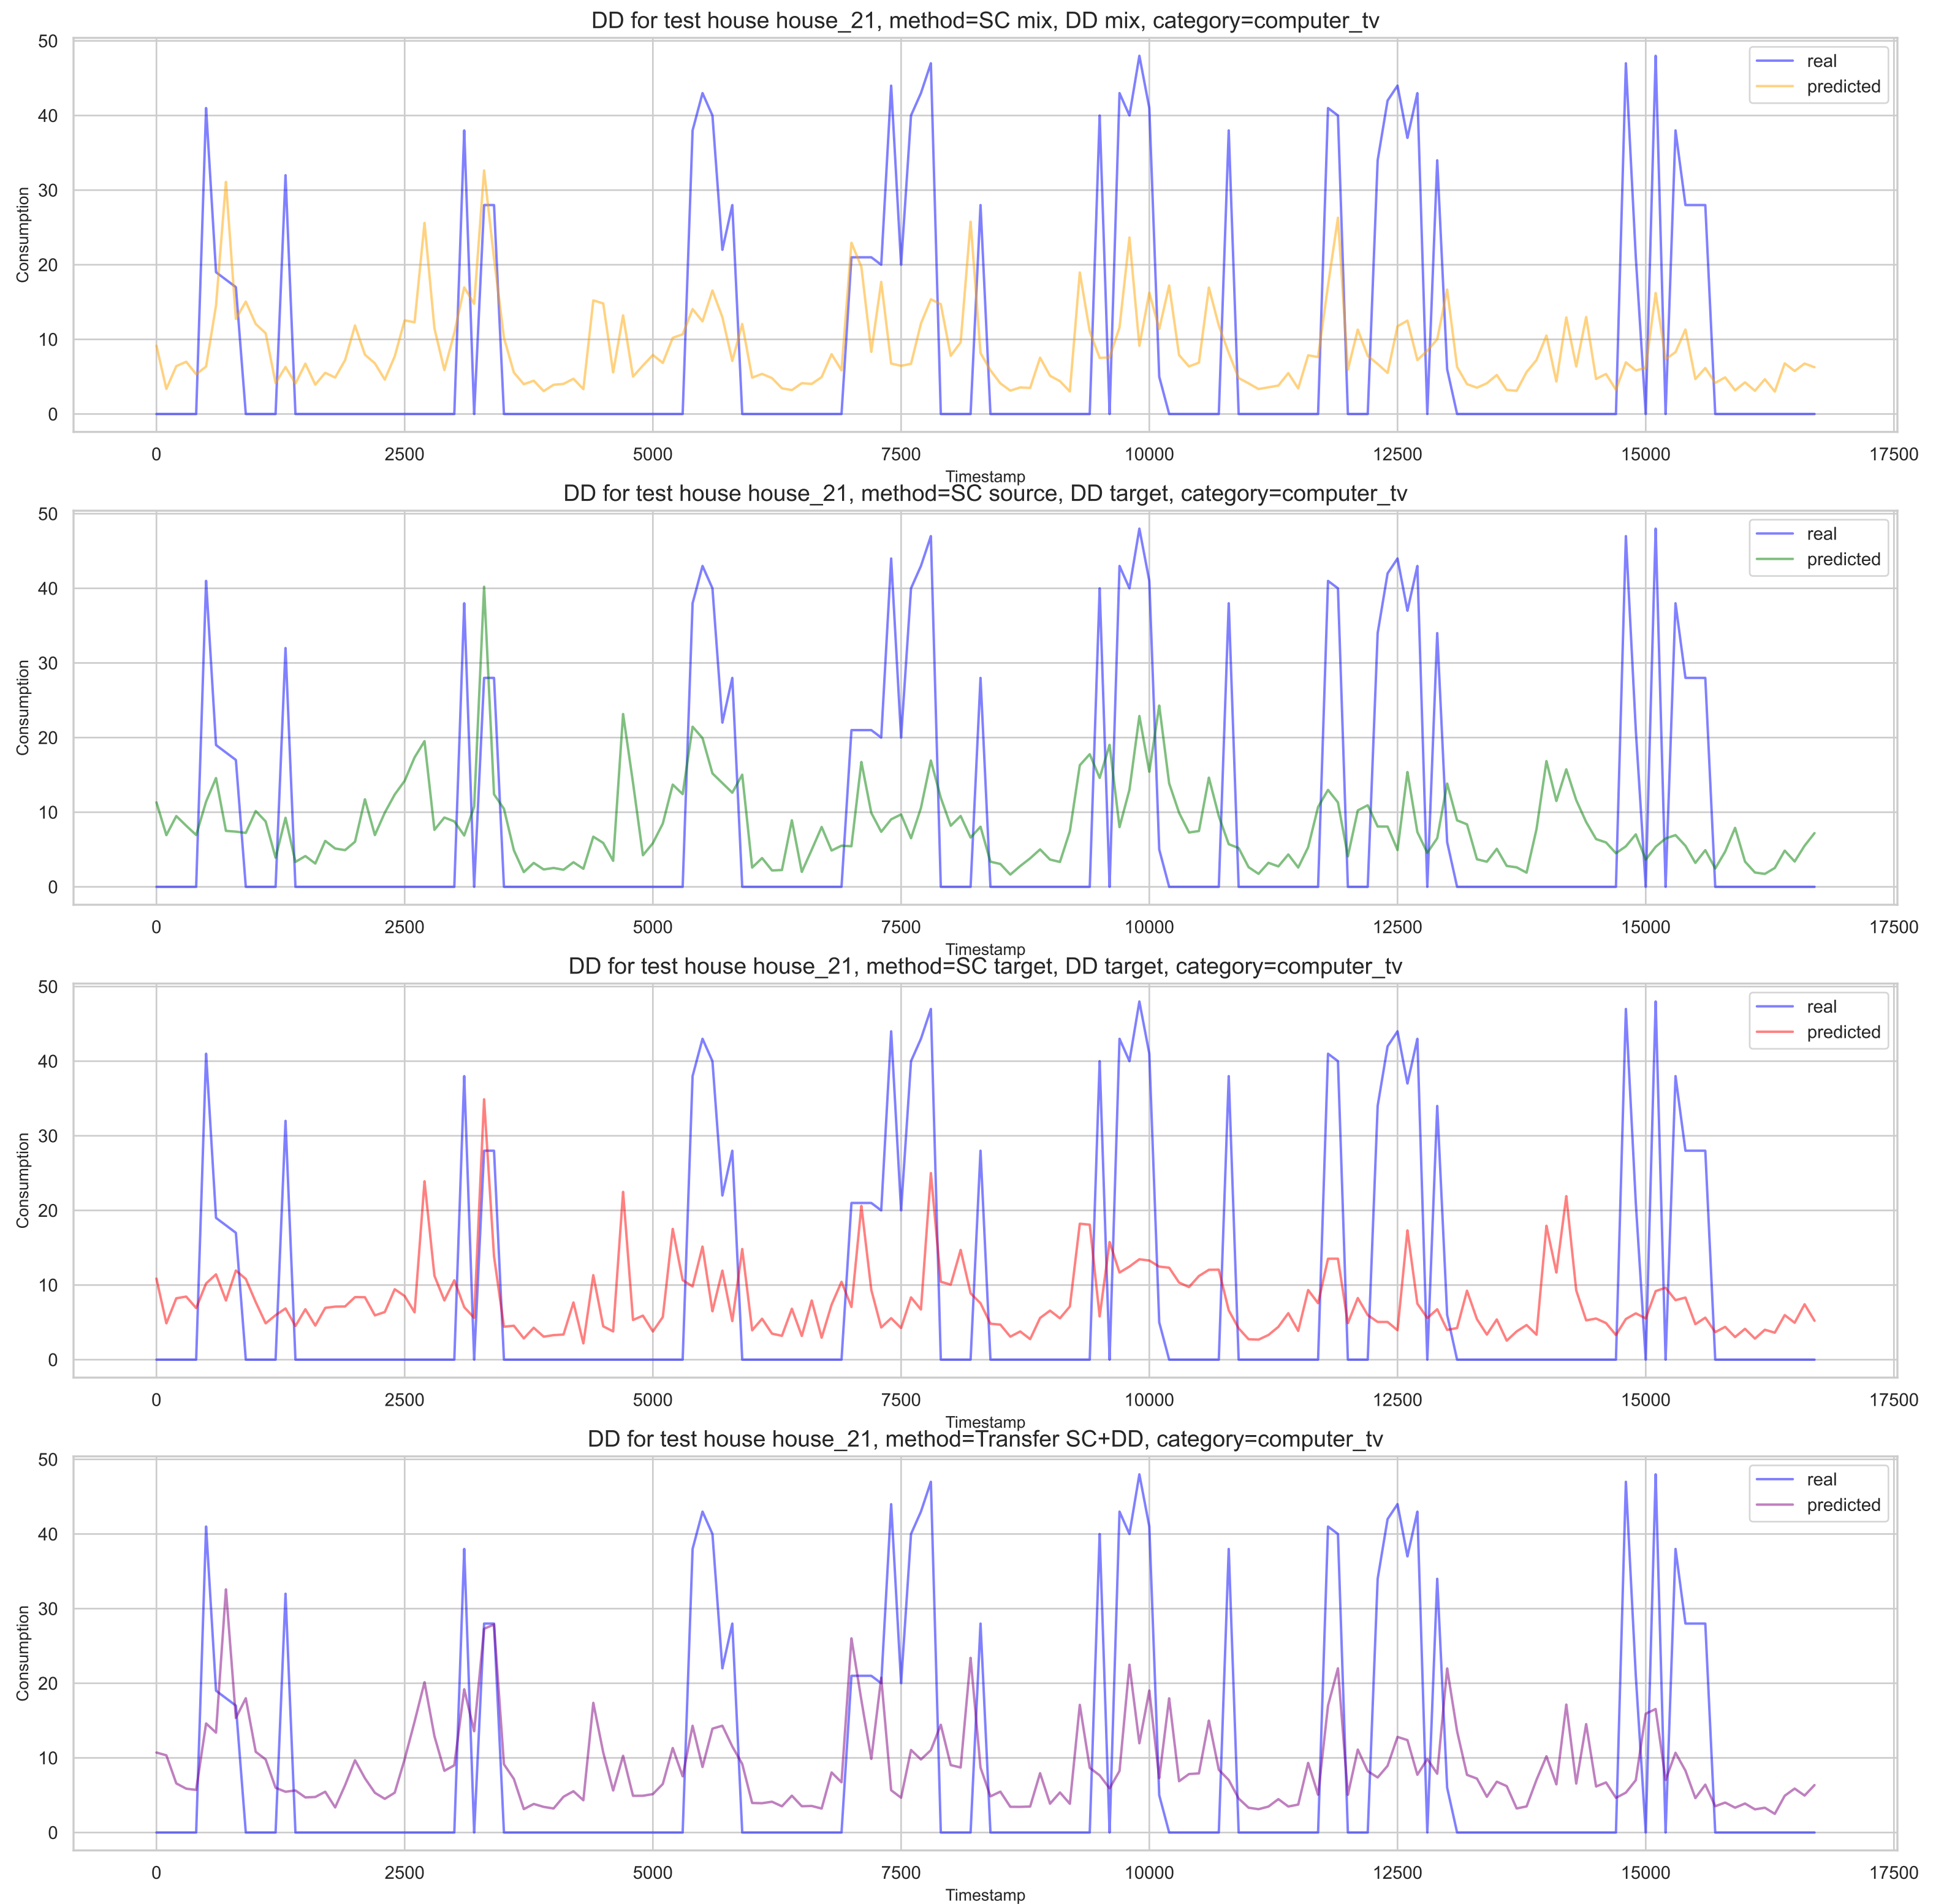 DD for test house house_21, method=SC mix, DD mix, category=computer_tv
50
40
30
20
10
0
Consumption
real
predicted
0 2500 5000 7500 10000 12500 15000 17500
Timestamp
DD for test house house_21, method=SC source, DD target, category=computer_tv
50
40
30
20
10
0
Consumption
real
predicted
0 2500 5000 7500 10000 12500 15000 17500
Timestamp
DD for test house house_21, method=SC target, DD target, category=computer_tv
50
40
30
20
10
0
Consumption
real
predicted
0 2500 5000 7500 10000 12500 15000 17500
Timestamp
DD for test house house_21, method=Transfer SC+DD, category=computer_tv
50
40
30
20
10
0
Consumption
real
predicted
0 2500 5000 7500 10000 12500 15000 17500
Timestamp